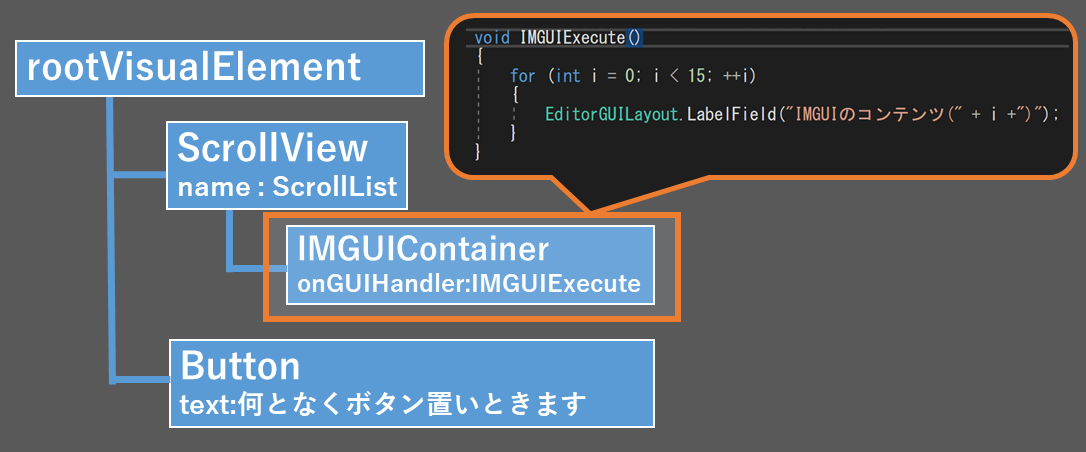 rootVisualElement
void IMGUIExecute()
{
for (int i = 0; i < 15; ++i)
{
EditorGUILayout.LabelField("IMGUIのコンテンツ(" + i +")");
}
}
ScrollView
name : ScrollList
IMGUIContainer
onGUIHandler:IMGUIExecute
Button
text:何となくボタン置いときます